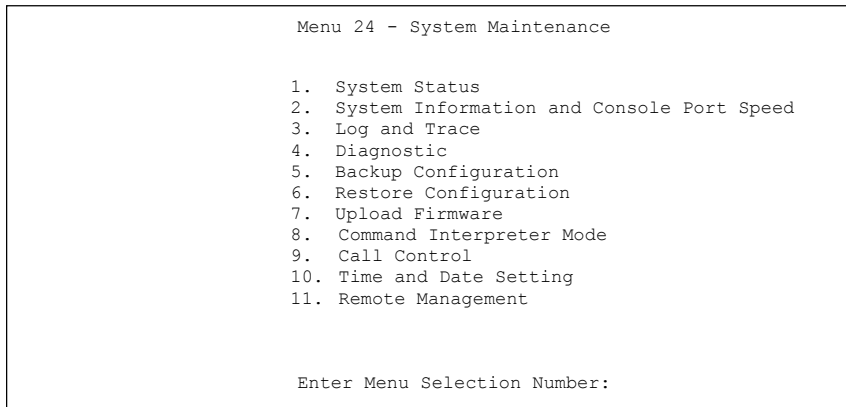 Menu 24 - System Maintenance
1. System Status
2. System Information and Console Port Speed
3. Log and Trace
4. Diagnostic
5. Backup Configuration
6. Restore Configuration
7. Upload Firmware
8. Command Interpreter Mode
9. Call Control
10. Time and Date Setting
11. Remote Management
Enter Menu Selection Number: